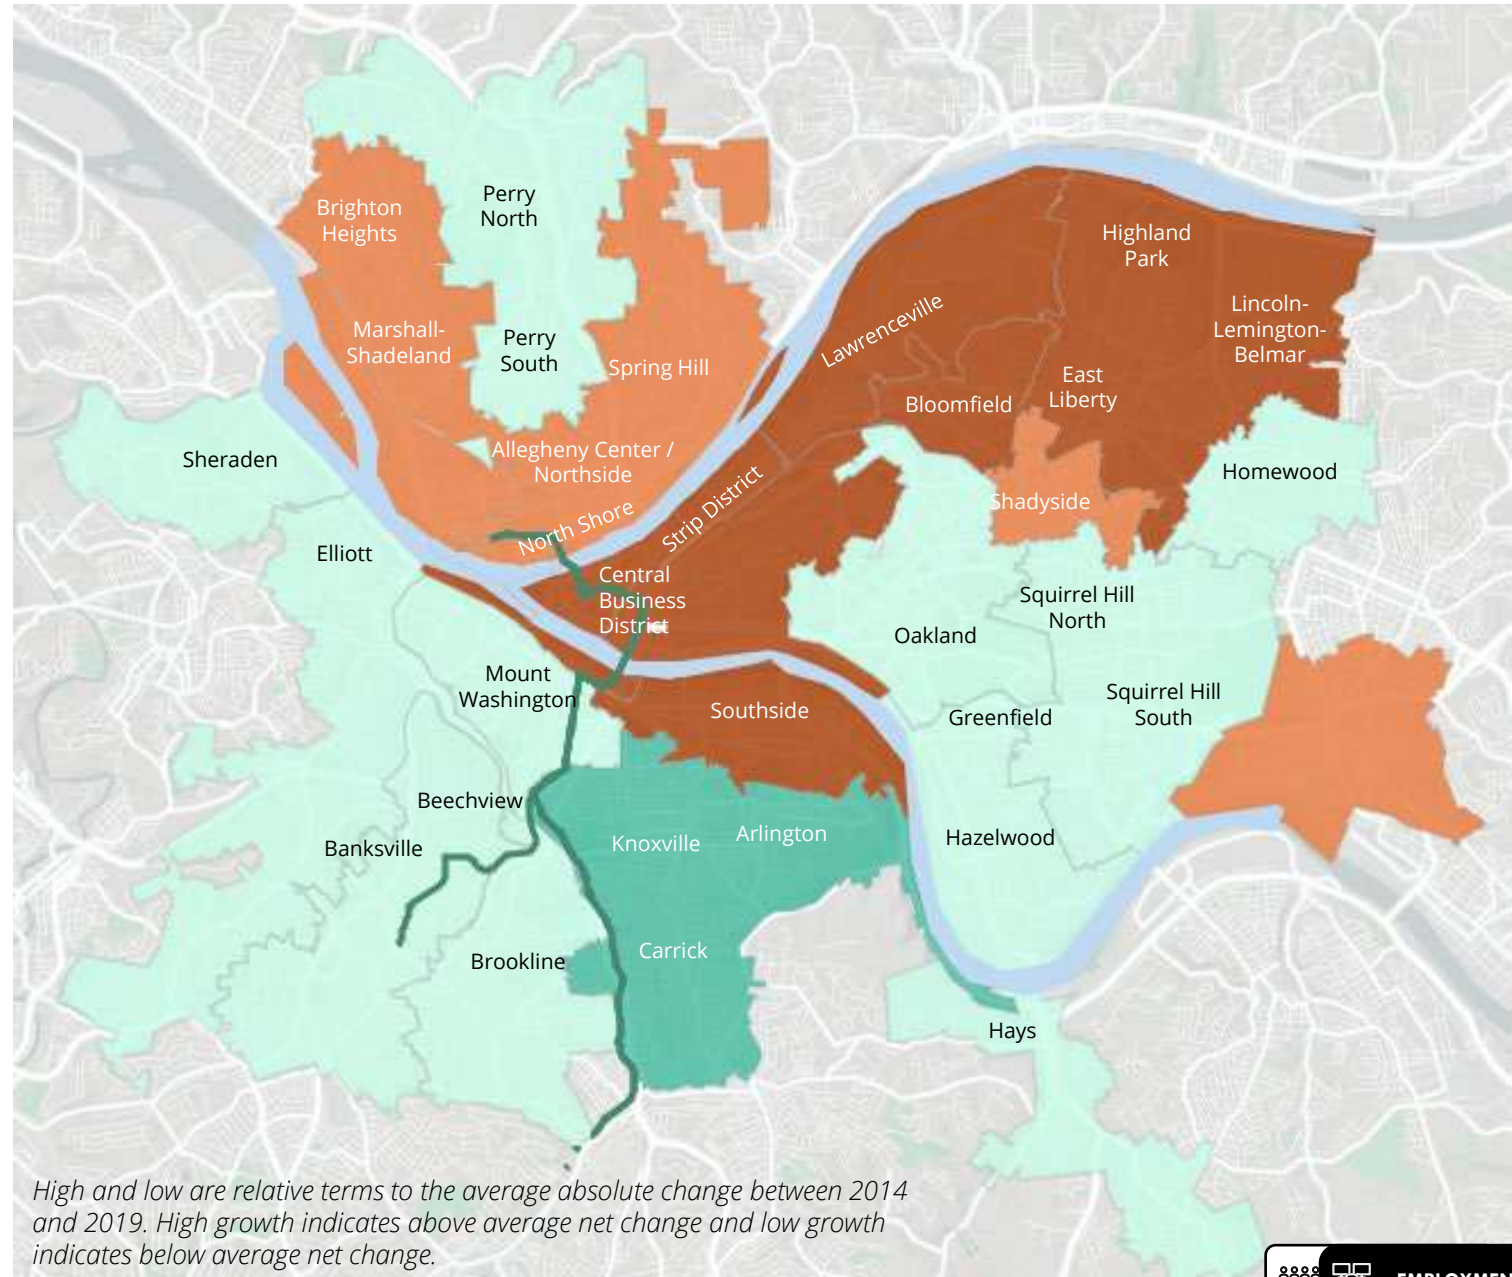 Brighton
Heights
Perry
North
Highland
Park
Lincoln-
Lemington-
Belmar
Marshall-
Shadeland
Perry
South
Spring Hill
Lawrenceville
East
Liberty
Bloomfield
Sheraden
Allegheny Center /
Northside
Homewood
Shadyside
Strip District
North Shore
Elliott
Central
Business
District
Squirrel Hill
North
Oakland
Mount
Washington
Southside
Greenfield
Squirrel Hill
South
Beechview
Banksville
Knoxville
Arlington
Hazelwood
Brookline
Carrick
Hays
High and low are relative terms to the average absolute change between 2014
and 2019. High growth indicates above average net change and low growth
indicates below average net change.